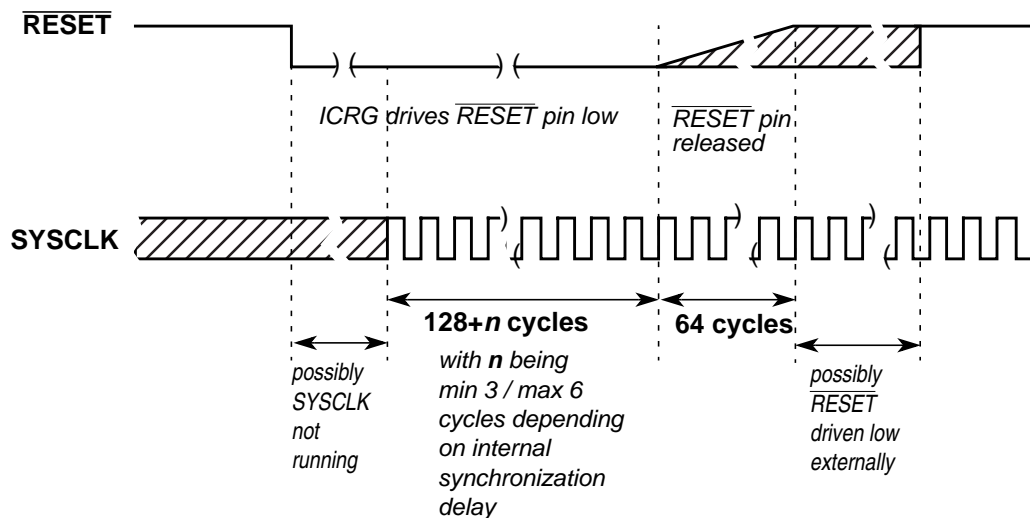 RESET
ICRG drives RESET pin low
RESET pin
released
SYSCLK
128+n cycles
with n being
min 3 / max 6
cycles depending
on internal
synchronization
delay
64 cycles
possibly
SYSCLK
not
running
possibly
RESET
driven low
externally